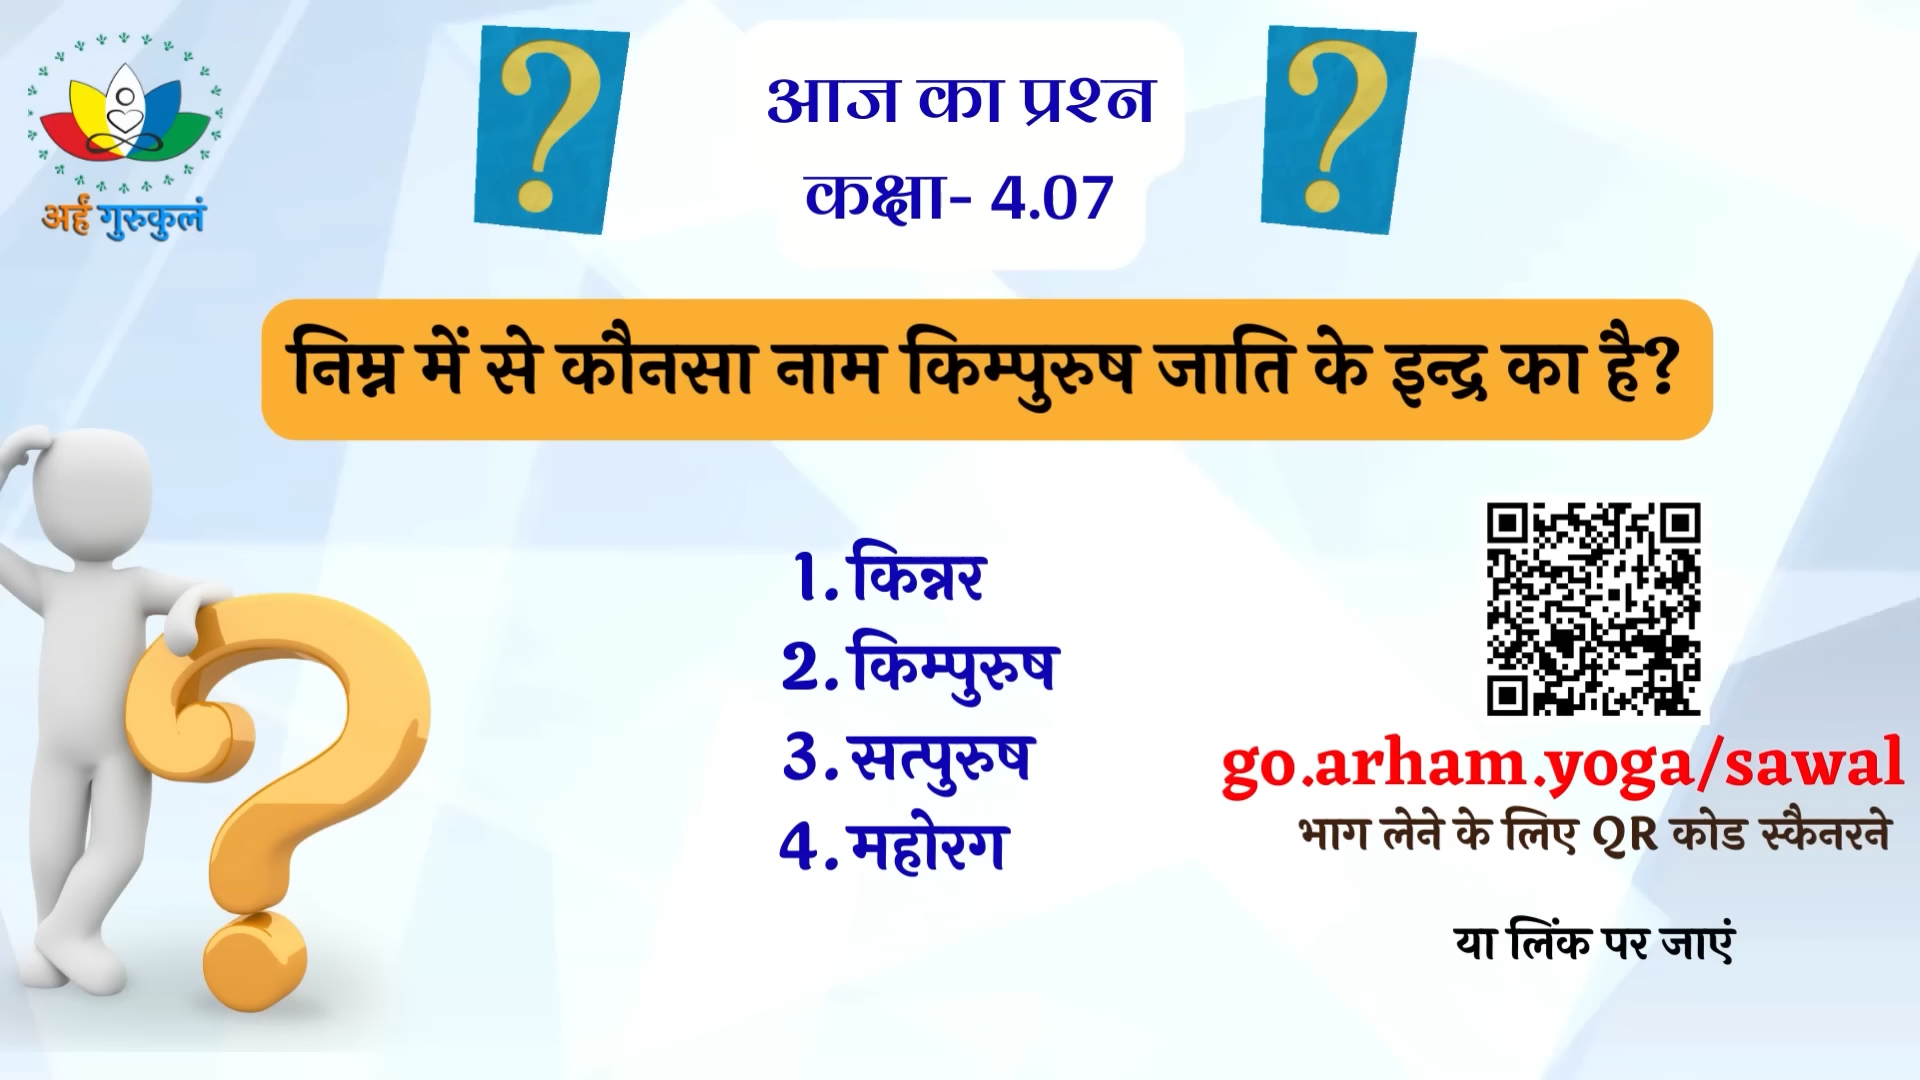 अर्हं गुरुकुलं
आज का प्रश्न
कक्षा- 4.07
निम्न में से कौनसा नाम किम्पुरुष जाति के इन्द्र का है?
1. किन्नर
2. किम्पुरुष
3. सत्पुरुष
4. महोरग
go.arham.yoga/sawal
भाग लेने के लिए QR कोड स्कैनरने
या लिंक पर जाएं